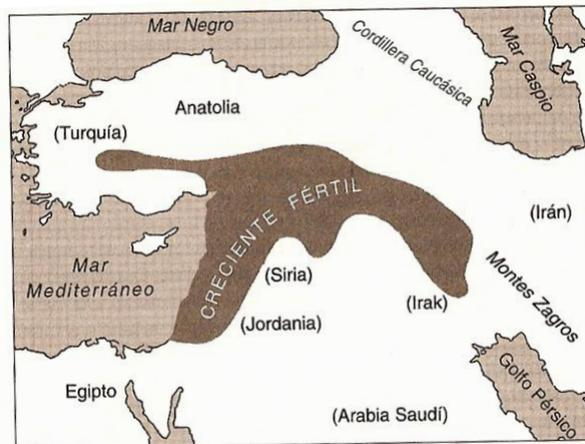 Mar Negro
Cordillera Caucásica
Mar Caspio
Anatolia
(Turquía)
CRECIENTE FÉRTIL
(Irán)
Mar
Mediterráneo
(Siria)
(Irak)
Montes Zagros
(Jordania)
Egipto
(Arabia Saudí)
Golfo Pérsico